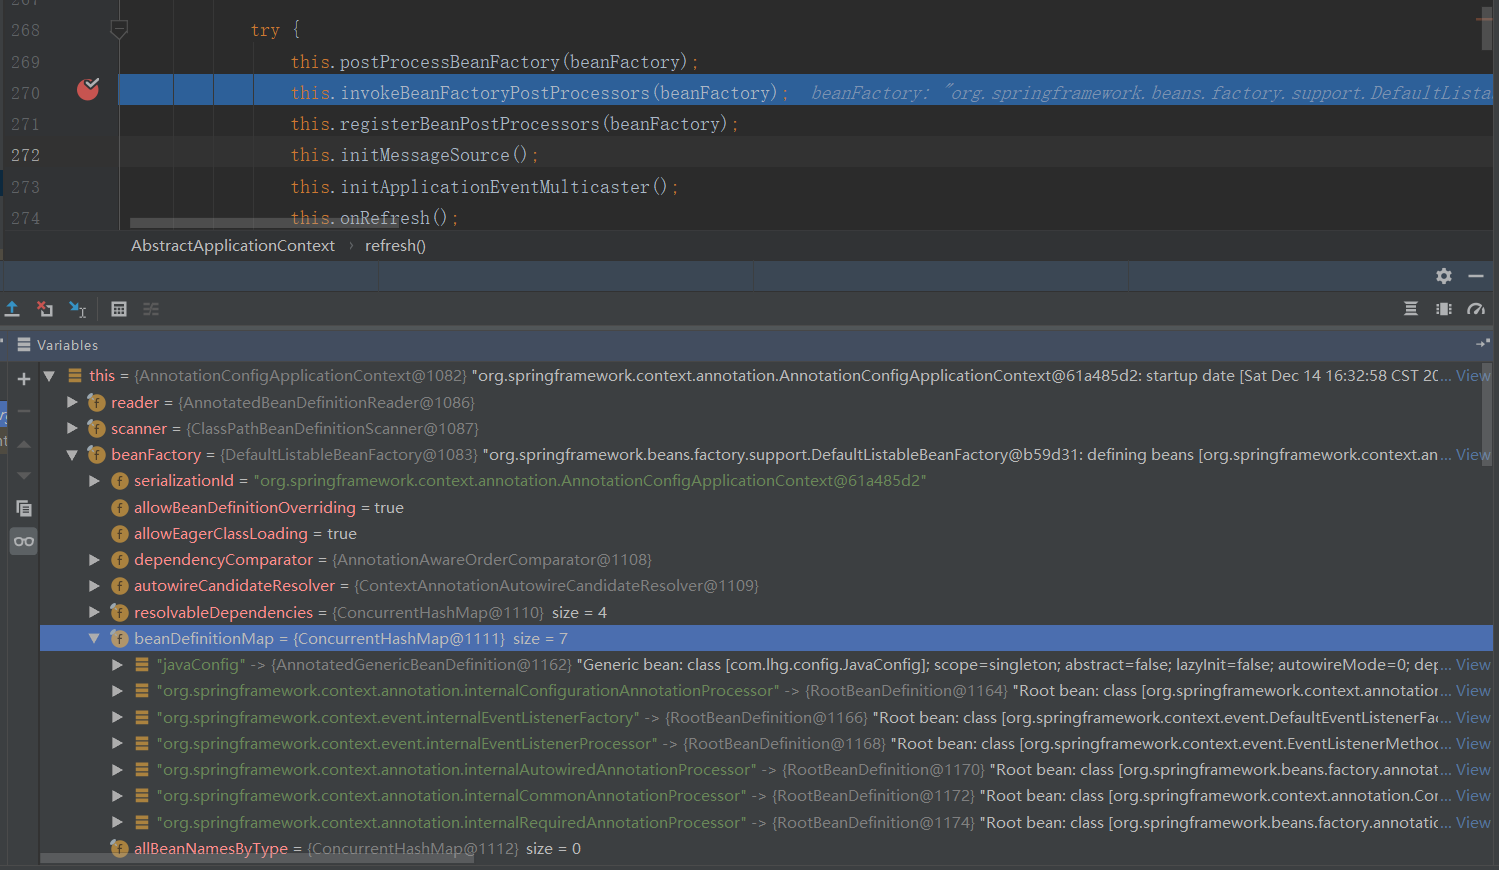 268 try {
269 this.postProcessBeanFactory(beanFactory);
270 this.invokeBeanFactoryPostProcessors(beanFactory); beanFactory: "org.springframework.beans.factory.support.DefaultLista
271 this.registerBeanPostProcessors(beanFactory);
272 this.initMessageSource();
273 this.initApplicationEventMulticaster();
274 this.onRefresh();
AbstractApplicationContext › refresh()
Variables
this = {AnnotationConfigApplicationContext@1082} "org.springframework.context.annotation.AnnotationConfigApplicationContext@61a485d2: startup date [Sat Dec 14 16:32:58 CST 20... View
reader = {AnnotatedBeanDefinitionReader@1086}
scanner = {ClassPathBeanDefinitionScanner@1087}
beanFactory = {DefaultListableBeanFactory@1083} "org.springframework.beans.factory.support.DefaultListableBeanFactory@b59d31: defining beans [org.springframework.context.an... View
serializationId = "org.springframework.context.annotation.AnnotationConfigApplicationContext@61a485d2"
allowBeanDefinitionOverriding = true
allowEagerClassLoading = true
dependencyComparator = {AnnotationAwareOrderComparator@1108}
autowireCandidateResolver = {ContextAnnotationAutowireCandidateResolver@1109}
resolvableDependencies = {ConcurrentHashMap@1110} size = 4
beanDefinitionMap = {ConcurrentHashMap@1111} size = 7
"javaConfig" -> {AnnotatedGenericBeanDefinition@1162} "Generic bean: class [com.lhg.config.JavaConfig]; scope=singleton; abstract=false; lazyInit=false; autowireMode=0; dep... View
"org.springframework.context.annotation.internalConfigurationAnnotationProcessor" -> {RootBeanDefinition@1164} "Root bean: class [org.springframework.context.annotation... View
"org.springframework.context.event.internalEventListenerFactory" -> {RootBeanDefinition@1166} "Root bean: class [org.springframework.context.event.DefaultEventListenerFac... View
"org.springframework.context.event.internalEventListenerProcessor" -> {RootBeanDefinition@1168} "Root bean: class [org.springframework.context.event.EventListenerMethod... View
"org.springframework.context.annotation.internalAutowiredAnnotationProcessor" -> {RootBeanDefinition@1170} "Root bean: class [org.springframework.beans.factory.annotat... View
"org.springframework.context.annotation.internalCommonAnnotationProcessor" -> {RootBeanDefinition@1172} "Root bean: class [org.springframework.context.annotation.Cor... View
"org.springframework.context.annotation.internalRequiredAnnotationProcessor" -> {RootBeanDefinition@1174} "Root bean: class [org.springframework.beans.factory.annotatic... View
allBeanNamesByType = {ConcurrentHashMap@1112} size = 0